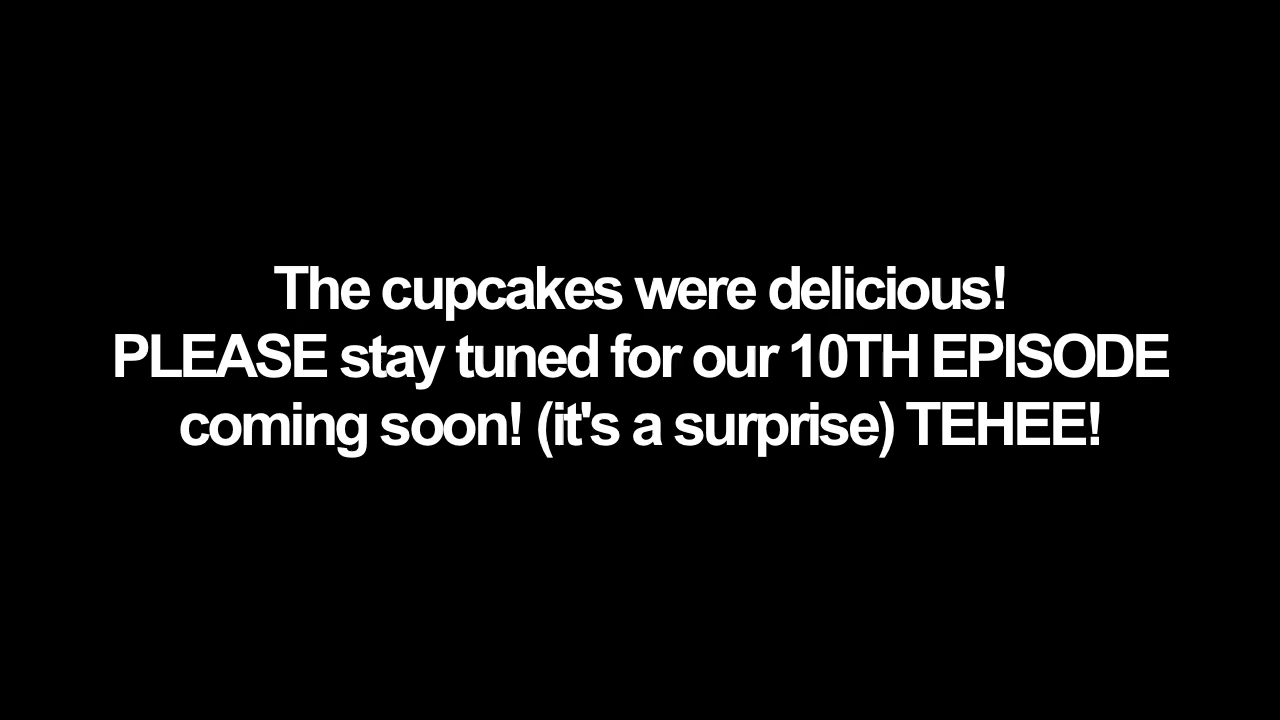 The cupcakes were delicious!
PLEASE stay tuned for our 10TH EPISODE
coming soon! (it's a surprise) TEHEE!